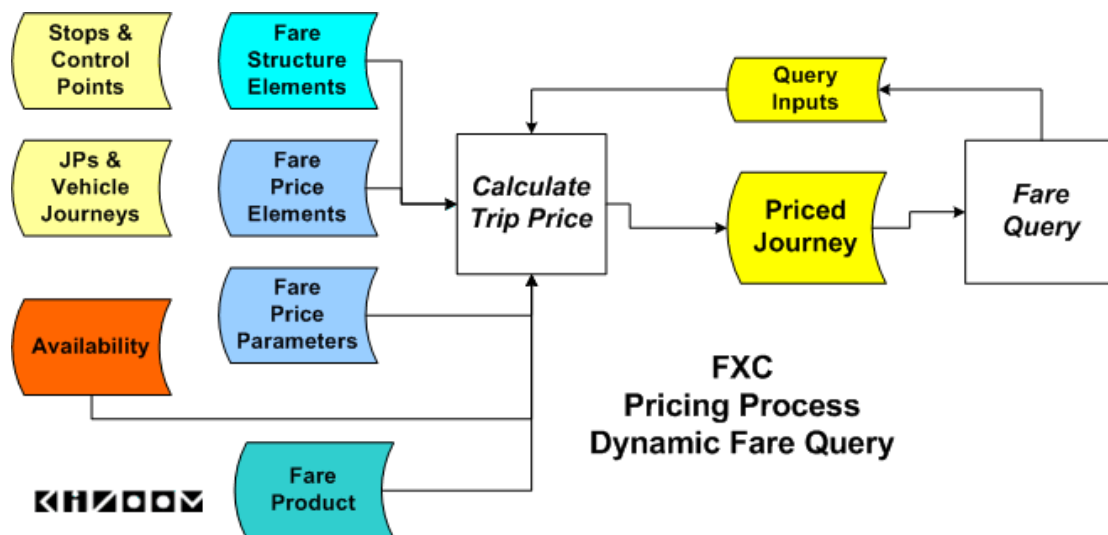 Stops &
Control
Points
Fare
Structure
Elements
Query
Inputs
JPs &
Vehicle
Journeys
Fare
Price
Elements
Calculate
Trip Price
Priced
Journey
Fare
Query
Availability
Fare
Price
Parameters
FXC
Pricing Process
Dynamic Fare Query
Fare
Product
KIZOOM